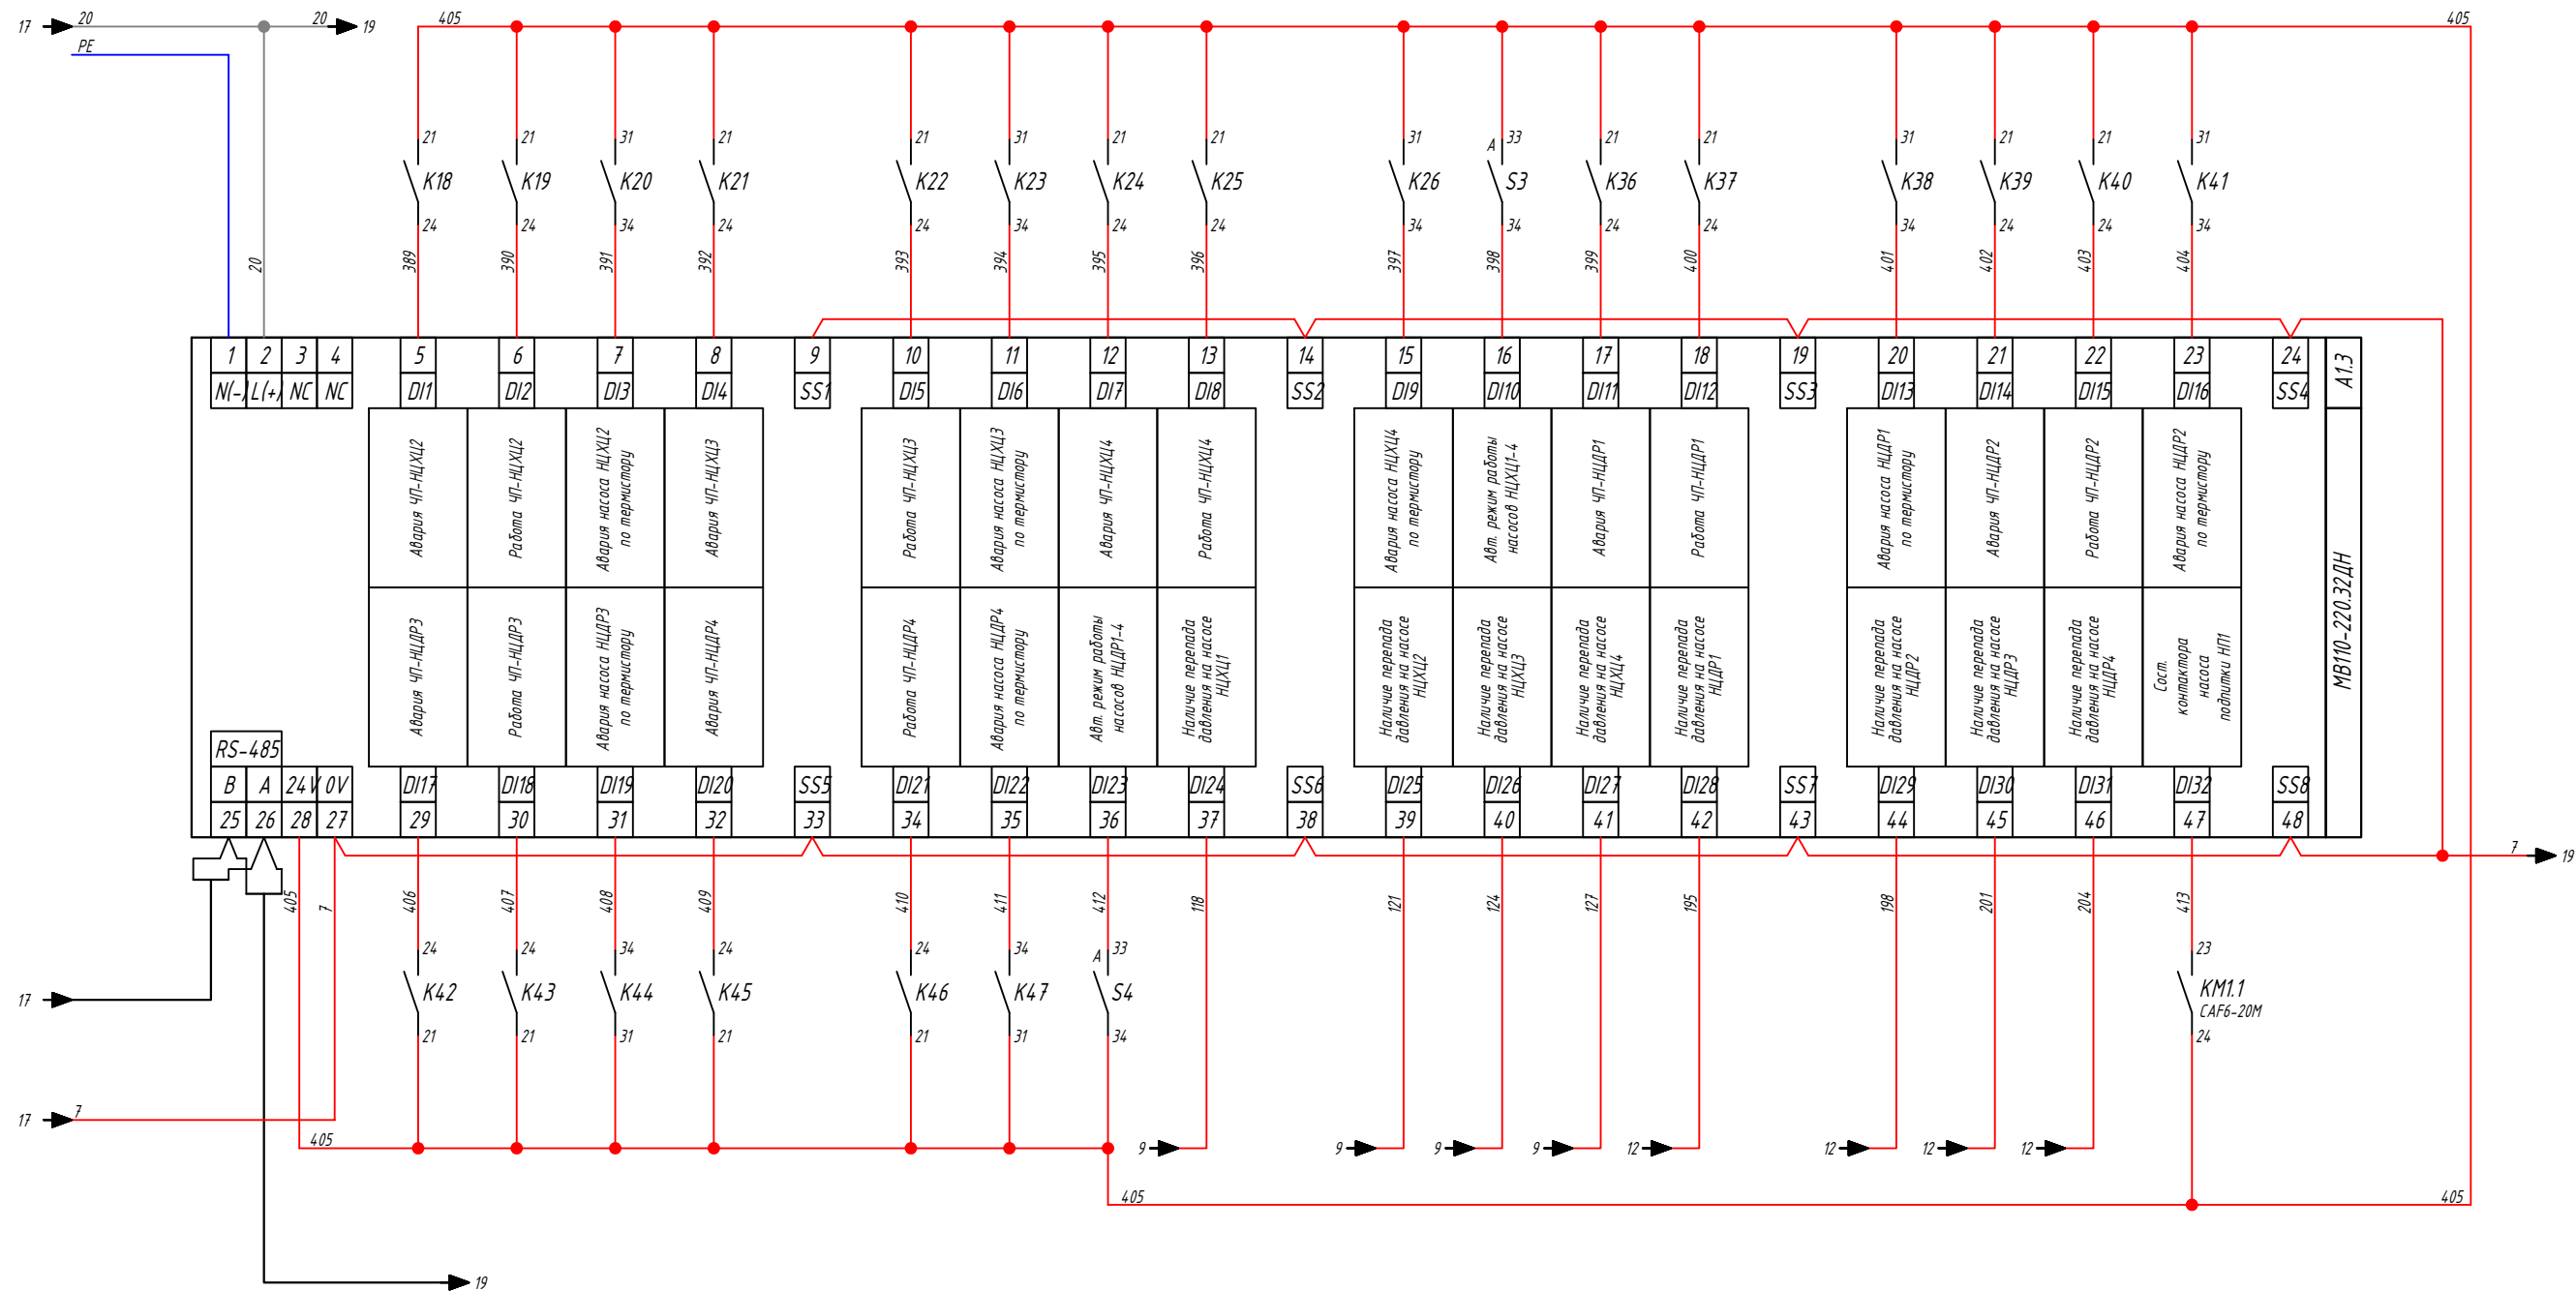 17 20 20 19 405 405
PE
21 21 31 21 21 31 21 21 31 A 33 21 21 31 21 21 31
K18 K19 K20 K21 K22 K23 K24 K25 K26 S3 K36 K37 K38 K39 K40 K41
24 24 34 24 24 34 24 24 34 34 24 24 34 24 24 34
20 389 390 391 392 393 394 395 396 397 398 399 400 401 402 403 404
1 2 3 4 5 6 7 8 9 10 11 12 13 14 15 16 17 18 19 20 21 22 23 24
N(-) L(+) NC NC DI1 DI2 DI3 DI4 SS1 DI5 DI6 DI7 DI8 SS2 DI9 DI10 DI11 DI12 SS3 DI13 DI14 DI15 DI16 SS4
A1.3
МВ110-220.32ДН
Авария ЧП-НЦХЦ2
Работа ЧП-НЦХЦ2
Авария насоса НЦХЦ2
по термистору
Авария ЧП-НЦХЦ3
Работа ЧП-НЦХЦ3
Авария насоса НЦХЦ3
по термистору
Авария ЧП-НЦХЦ4
Работа ЧП-НЦХЦ4
Авария насоса НЦХЦ4
по термистору
Авт. режим работы
насосов НЦХЦ1-4
Авария ЧП-НЦДР1
Работа ЧП-НЦДР1
Авария насоса НЦДР1
по термистору
Авария ЧП-НЦДР2
Работа ЧП-НЦДР2
Авария насоса НЦДР2
по термистору
Авария ЧП-НЦДР3
Работа ЧП-НЦДР3
Авария насоса НЦДР3
по термистору
Авария ЧП-НЦДР4
Работа ЧП-НЦДР4
Авария насоса НЦДР4
по термистору
Авт. режим работы
насосов НЦДР1-4
Наличие перепада
давления на насосе
НЦХЦ1
Наличие перепада
давления на насосе
НЦХЦ2
Наличие перепада
давления на насосе
НЦХЦ3
Наличие перепада
давления на насосе
НЦХЦ4
Наличие перепада
давления на насосе
НЦДР1
Наличие перепада
давления на насосе
НЦДР2
Наличие перепада
давления на насосе
НЦДР3
Наличие перепада
давления на насосе
НЦДР4
Сост.
контактора
насоса
подпитки НП1
RS-485
B A 24V 0V DI17 DI18 DI19 DI20 SS5 DI21 DI22 DI23 DI24 SS6 DI25 DI26 DI27 DI28 SS7 DI29 DI30 DI31 DI32 SS8
25 26 28 27 29 30 31 32 33 34 35 36 37 38 39 40 41 42 43 44 45 46 47 48
7 19
405 7 406 407 408 409 410 411 412 118 121 124 127 195 198 201 204 413
24 24 34 24 24 34 A 33 23
17 K42 K43 K44 K45 K46 K47 S4 KM1.1
CAF6-20M
21 21 31 21 21 31 34 24
17 7
405 9 9 9 9 12 12 12 12
405 405
19